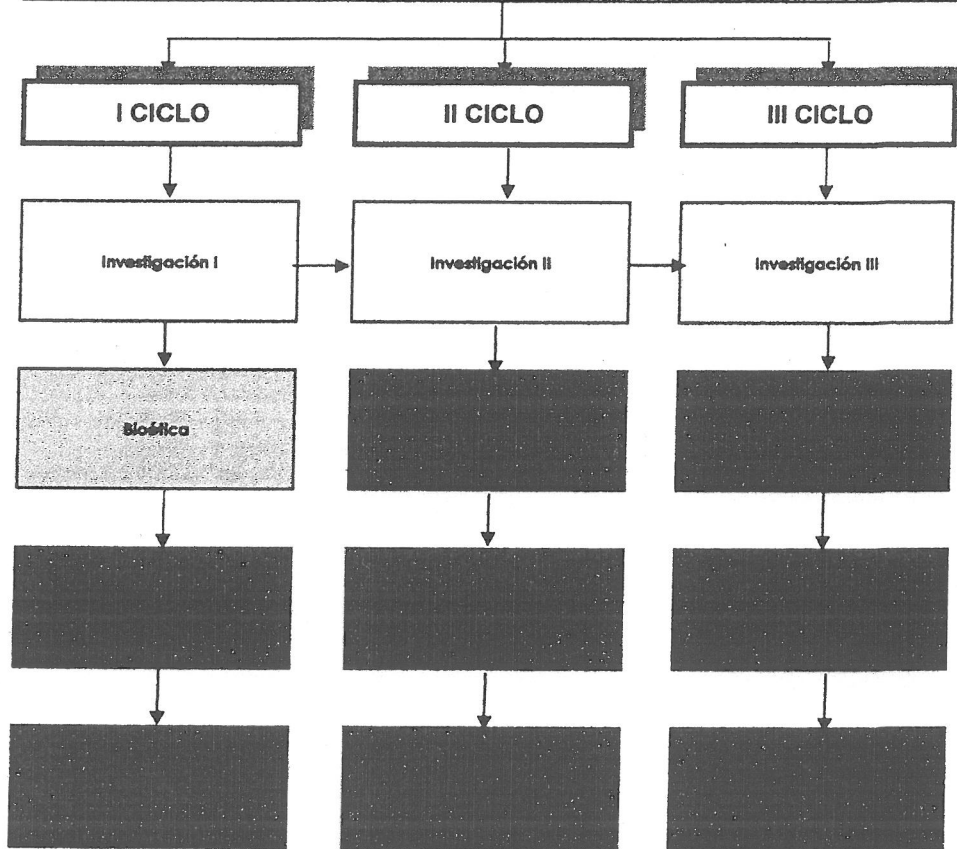 I CICLO
II CICLO
III CICLO
Investigación I
Investigación II
Investigación III
Bioética